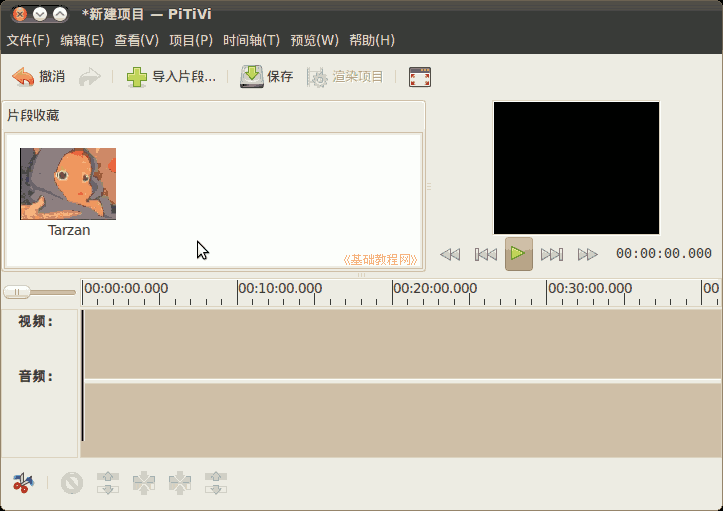 *新建项目 — PiTiVi
文件(F) 编辑(E) 查看(V) 项目(P) 时间轴(T) 预览(W) 帮助(H)
撤消 导入片段... 保存 渲染项目
片段收藏
Tarzan
《基础教程网》
00:00:00.000
00:00:00.000 00:10:00.000 00:20:00.000 00:30:00.000 00
视频:
音频: